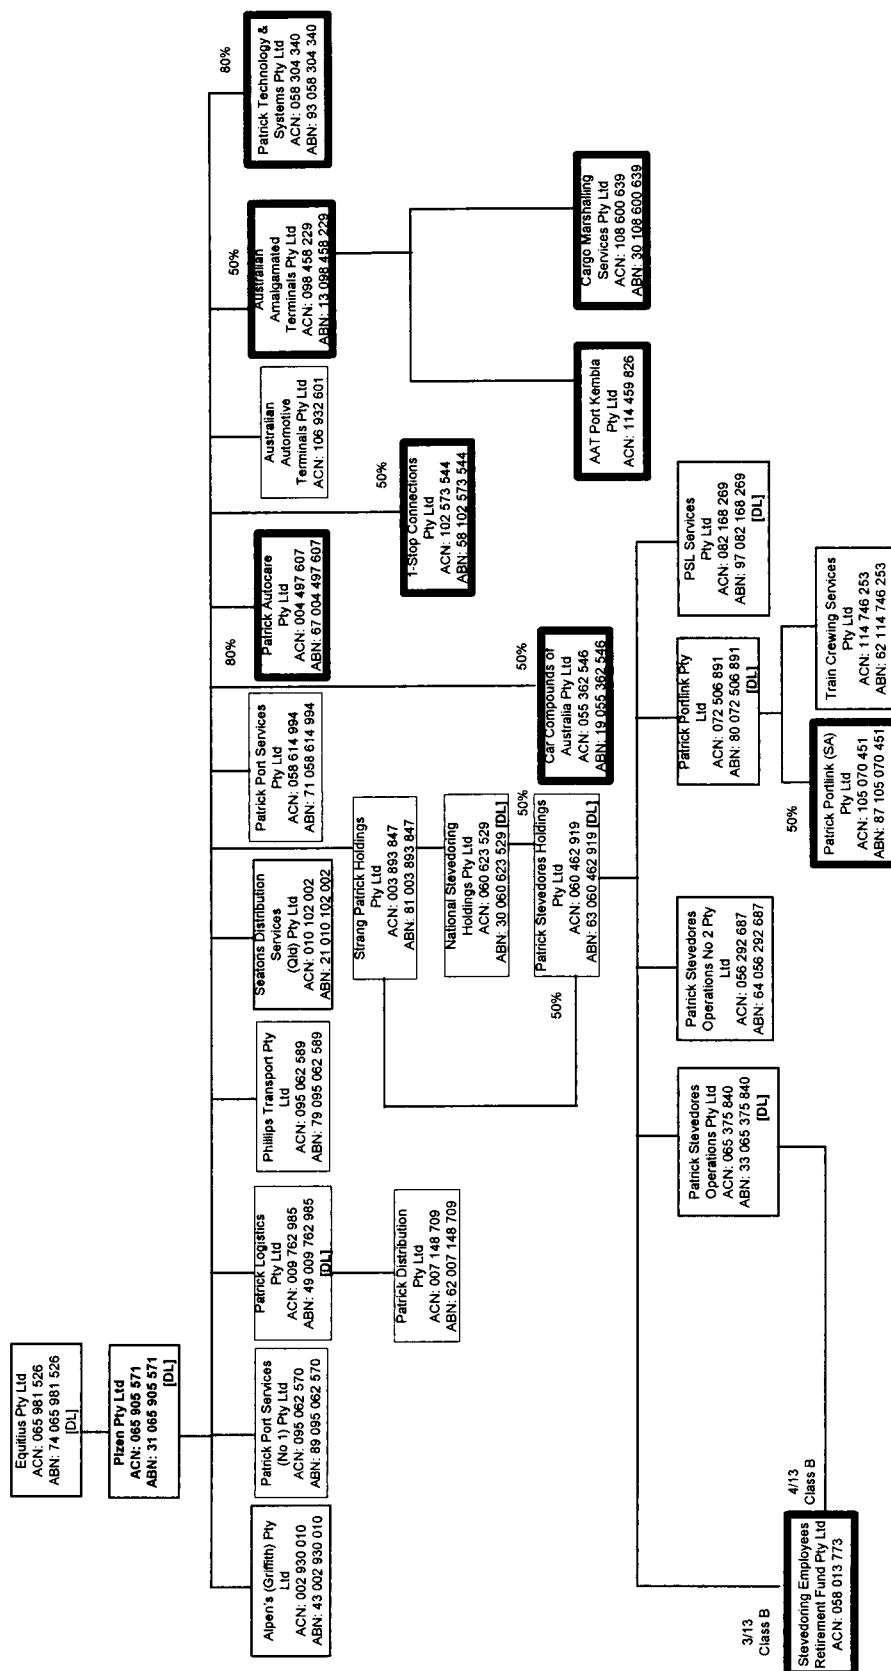 Equitius Pty Ltd
ACN: 065 981 526
ABN: 74 065 981 526
[DL]
Plzen Pty Ltd
ACN: 065 905 571
ABN: 31 065 905 571
[DL]
Alpen's (Griffith) Pty
Ltd
ACN: 002 930 010
ABN: 43 002 930 010
Patrick Port Services
(No 1) Pty Ltd
ACN: 095 062 570
ABN: 89 095 062 570
Patrick Logistics
Pty Ltd
ACN: 009 762 985
ABN: 49 009 762 985
[DL]
Phillips Transport Pty
Ltd
ACN: 095 062 589
ABN: 79 095 062 589
Seatons Distribution
Services
(Qld) Pty Ltd
ACN: 010 102 002
ABN: 21 010 102 002
Patrick Port Services
Pty Ltd
ACN: 058 614 994
ABN: 71 058 614 994
80%
Patrick Autocare
Pty Ltd
ACN: 004 497 607
ABN: 67 004 497 607
Australian
Automotive
Terminals Pty Ltd
ACN: 106 932 601
50%
Australian
Amalgamated
Terminals Pty Ltd
ACN: 098 458 229
ABN: 13 098 458 229
80%
Patrick Technology &
Systems Pty Ltd
ACN: 058 304 340
ABN: 93 058 304 340
Patrick Distribution
Pty Ltd
ACN: 007 148 709
ABN: 62 007 148 709
Strang Patrick Holdings
Pty Ltd
ACN: 003 893 847
ABN: 81 003 893 847
50%
1-Stop Connections
Pty Ltd
ACN: 102 573 544
ABN: 58 102 573 544
National Stevedoring
Holdings Pty Ltd
ACN: 060 623 529
ABN: 30 060 623 529 [DL]
50%
50%
Patrick Stevedores Holdings
Pty Ltd
ACN: 060 462 919
ABN: 63 060 462 919 [DL]
50%
Car Compounds of
Australia Pty Ltd
ACN: 055 362 546
ABN: 19 055 362 546
AAT Port Kembla
Pty Ltd
ACN: 114 459 826
Cargo Marshalling
Services Pty Ltd
ACN: 108 600 639
ABN: 30 108 600 639
Patrick Stevedores
Operations Pty Ltd
ACN: 065 375 840
ABN: 33 065 375 840
[DL]
Patrick Stevedores
Operations No 2 Pty
Ltd
ACN: 056 292 687
ABN: 64 056 292 687
Patrick Portlink Pty
Ltd
ACN: 072 506 891
ABN: 80 072 506 891
[DL]
PSL Services
Pty Ltd
ACN: 082 168 269
ABN: 97 082 168 269
[DL]
3/13
Class B
4/13
Class B
Stevedoring Employees
Retirement Fund Pty Ltd
ACN: 058 013 773
50%
Patrick Portlink (SA)
Pty Ltd
ACN: 105 070 451
ABN: 87 105 070 451
Train Crewing Services
Pty Ltd
ACN: 114 746 253
ABN: 62 114 746 253